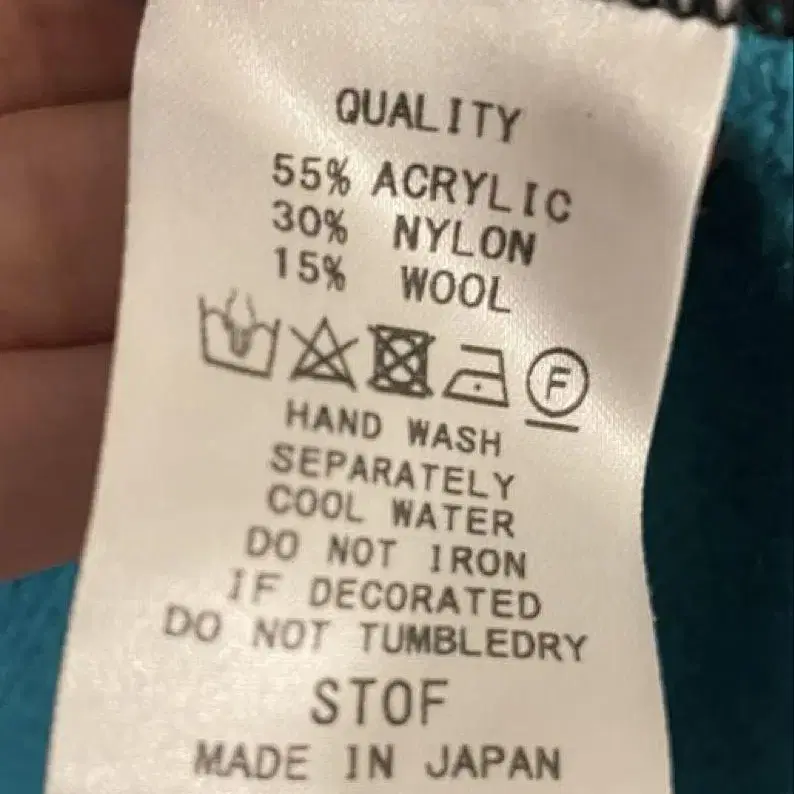 QUALITY
55% ACRYLIC
30% NYLON
15% WOOL
F
HAND WASH
SEPARATELY
COOL WATER
DO NOT IRON
IF DECORATED
DO NOT TUMBLEDRY
STOF
MADE IN JAPAN